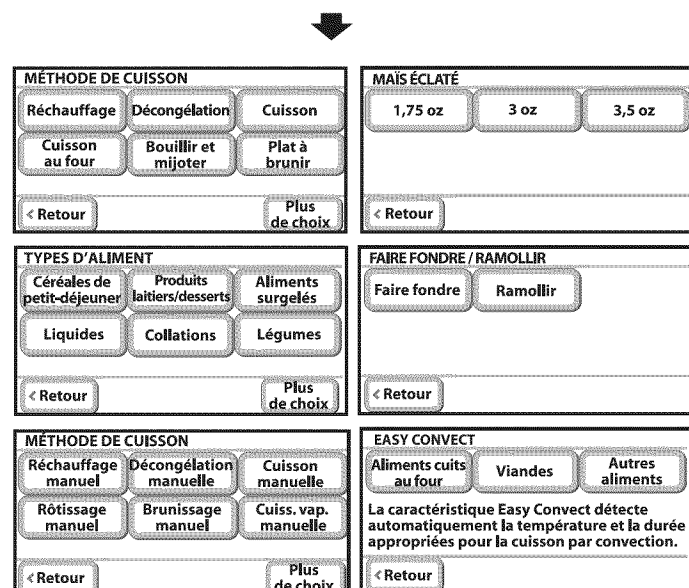 MÉTHODE DE CUISSON
Réchauffage
Décongélation
Cuisson
Cuisson
au four
Bouillir et
mijoter
Plat à
brunir
< Retour
Plus
de choix
MAÏS ÉCLATÉ
1,75 oz
3 oz
3,5 oz
< Retour
TYPES D'ALIMENT
Céréales de
petit-déjeuner
Produits
laitiers/desserts
Aliments
surgelés
Liquides
Collations
Légumes
< Retour
Plus
de choix
FAIRE FONDRE / RAMOLLIR
Faire fondre
Ramollir
< Retour
MÉTHODE DE CUISSON
Réchauffage
manuel
Décongélation
manuelle
Cuisson
manuelle
Rôtissage
manuel
Brunissage
manuel
Cuiss. vap.
manuelle
< Retour
Plus
de choix
EASY CONVECT
Aliments cuits
au four
Viandes
Autres
aliments
La caractéristique Easy Convect détecte
automatiquement la température et la durée
appropriées pour la cuisson par convection.
< Retour